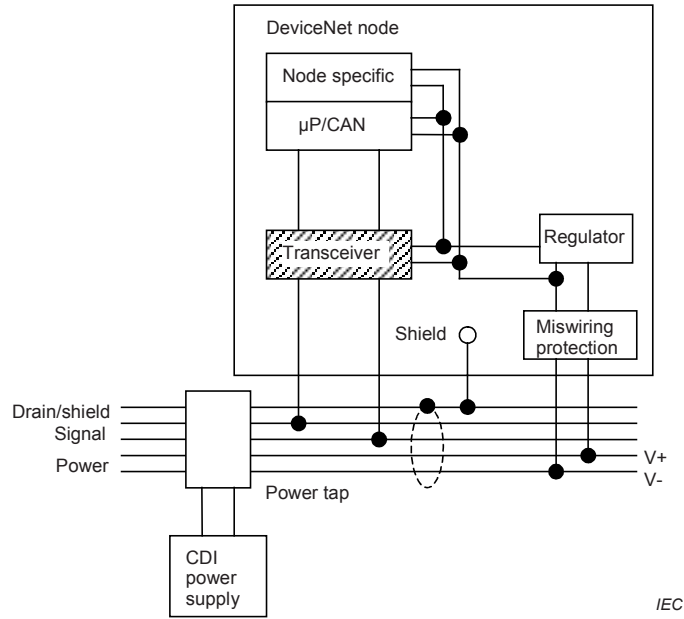 DeviceNet node
Node specific
µP/CAN
Transceiver
Regulator
Shield
Miswiring
protection
Drain/shield
Signal
Power
V+
V-
Power tap
CDI
power
supply
IEC